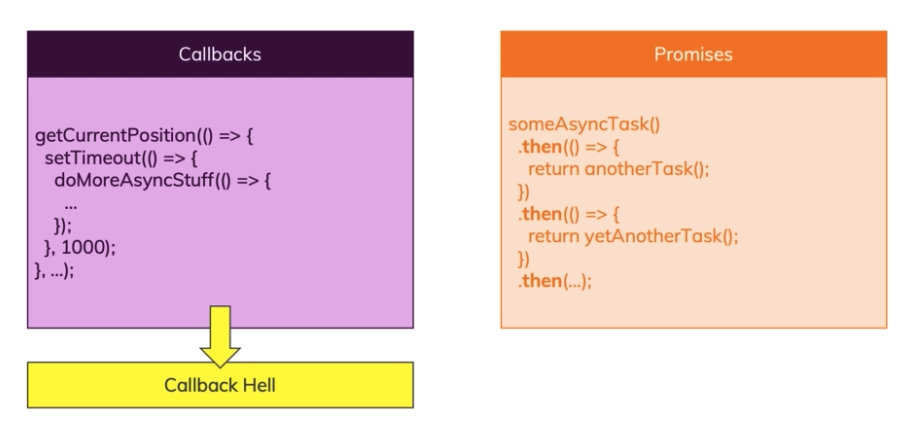 Callbacks
getCurrentPosition(() => {
setTimeout(() => {
doMoreAsyncStuff(() => {
...
});
}, 1000);
}, ...);
Callback Hell
Promises
someAsyncTask()
.then(() => {
return anotherTask();
})
.then(() => {
return yetAnotherTask();
})
.then(...);